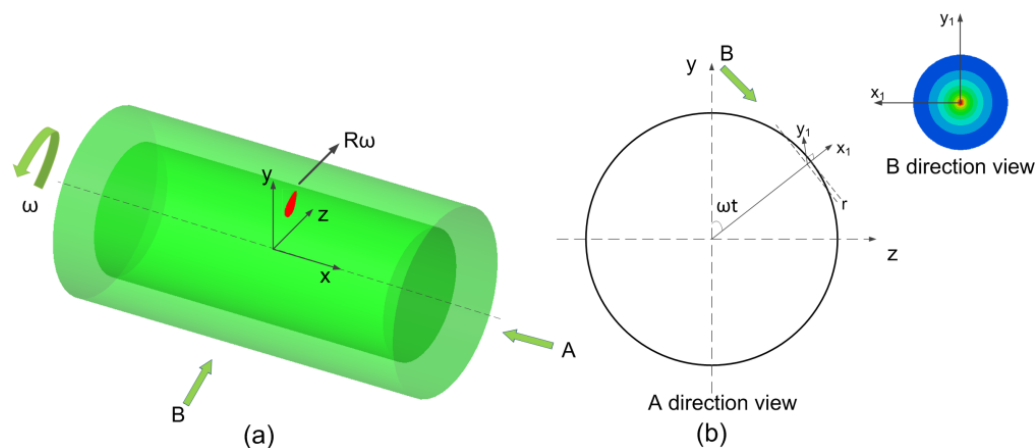 ω
Rω
y
z
x
A
B
(a)
B
y
y₁
x₁
ωt
r
z
A direction view
(b)
y₁
x₁
B direction view